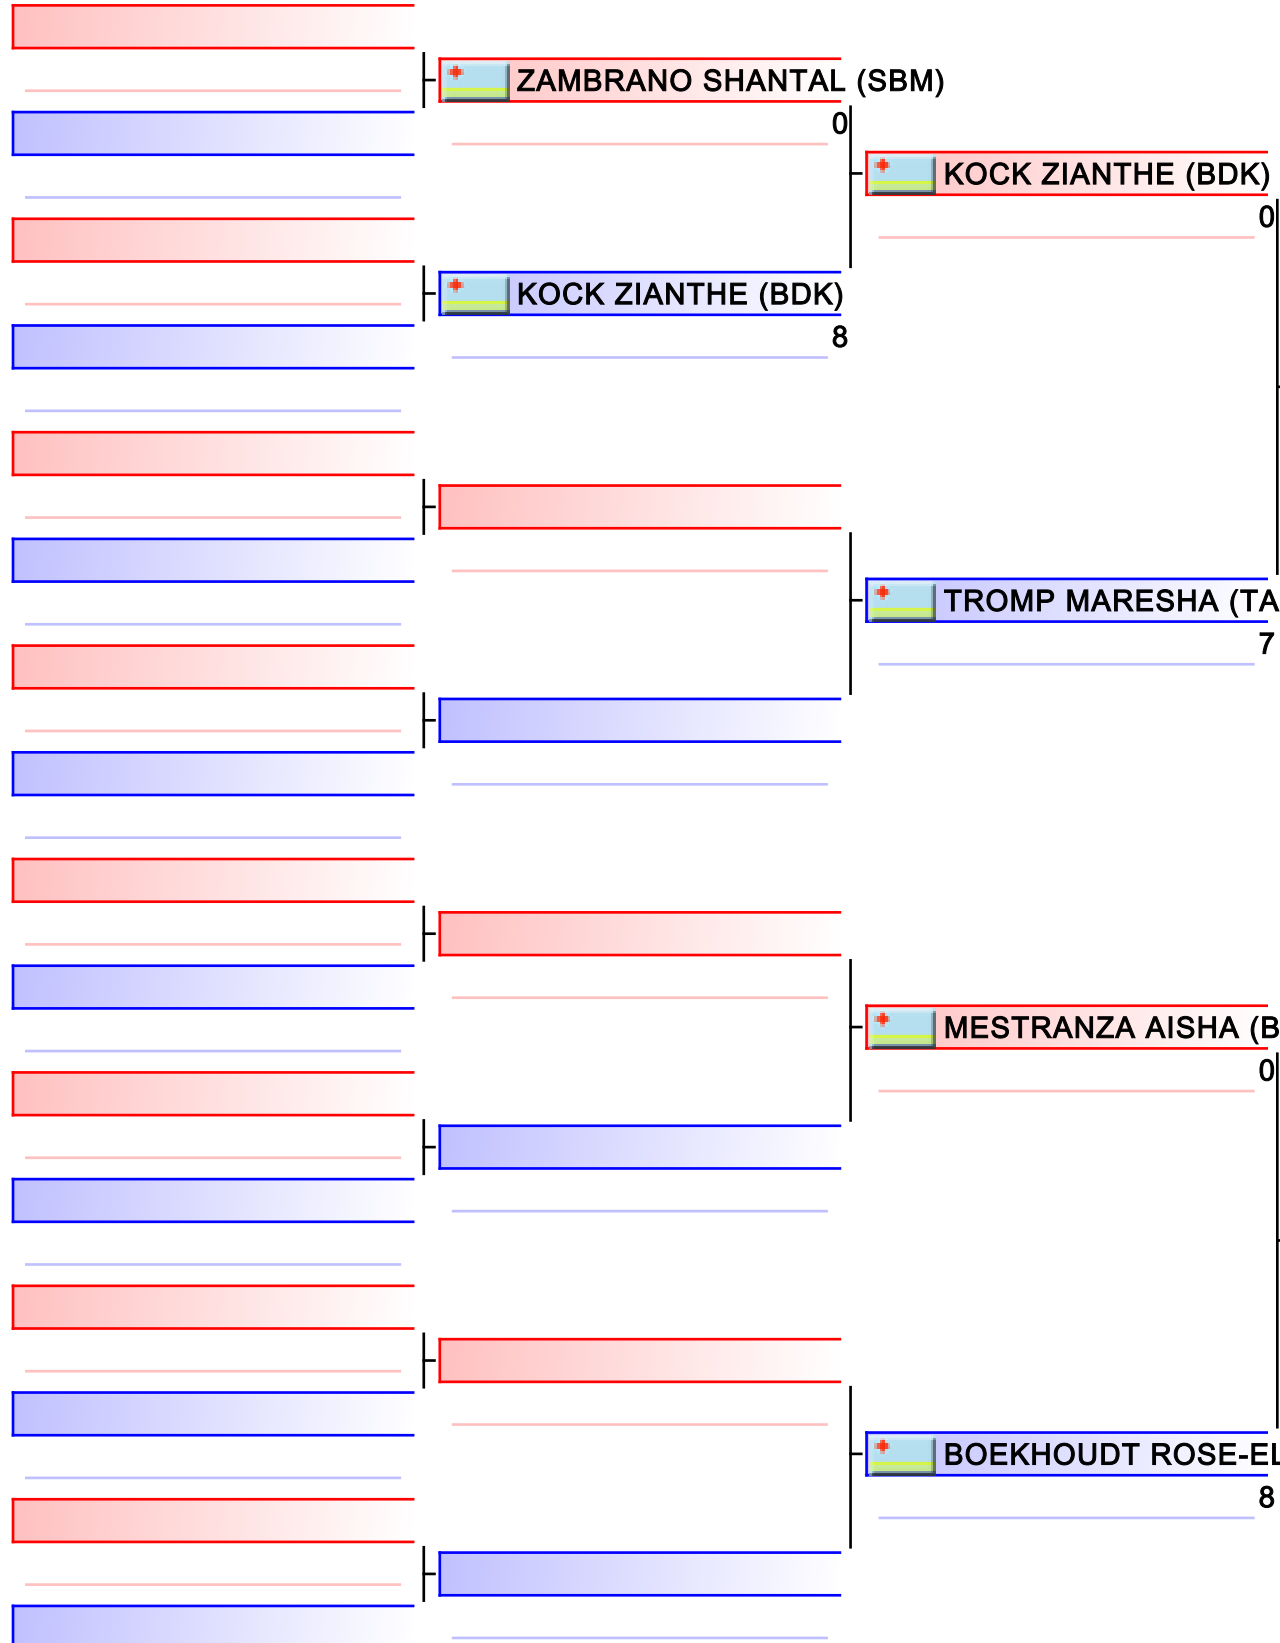 ZAMBRANO SHANTAL (SBM)
0
KOCK ZIANTHE (BDK)
0
KOCK ZIANTHE (BDK)
8
TROMP MARESHA (TA
7
MESTRANZA AISHA (B
0
BOEKHOUDT ROSE-EL
8